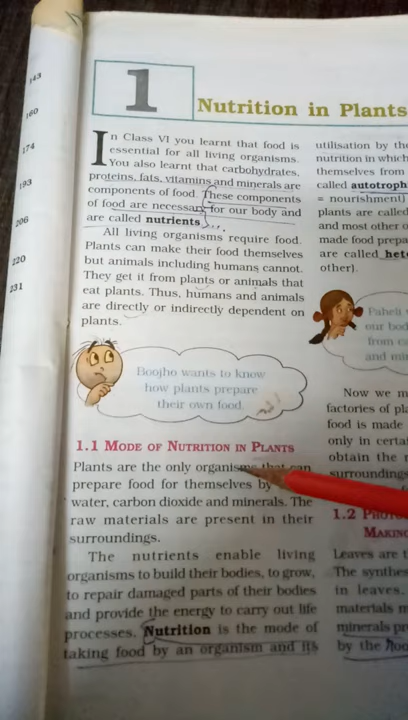 143
160
174
193
206
220
231
1
Nutrition in Plants
In Class VI you learnt that food is
essential for all living organisms.
You also learnt that carbohydrates,
proteins, fats, vitamins and minerals are
components of food. These components
of food are necessary for our body and
are called nutrients.
All living organisms require food.
Plants can make their food themselves
but animals including humans cannot.
They get it from plants or animals that
eat plants. Thus, humans and animals
are directly or indirectly dependent on
plants.
Boojho wants to know
how plants prepare
their own food.
1.1 MODE OF NUTRITION IN PLANTS
Plants are the only organisms that can
prepare food for themselves by
water, carbon dioxide and minerals. The
raw materials are present in their
surroundings.
The nutrients enable living
organisms to build their bodies, to grow,
to repair damaged parts of their bodies
and provide the energy to carry out life
processes. Nutrition is the mode of
taking food by an organism and its
utilisation by the
nutrition in which
themselves from
called autotroph
= nourishment)
plants are called
and most other o
made food prepa
are called het
other).
Paheli
our bod
from ca
and mi
Now we m
factories of pla
food is made
only in certai
obtain the r
surroundings
1.2 PHOTO
MAKING
Leaves are t
The synthes
in leaves.
materials m
minerals pr
by the roo